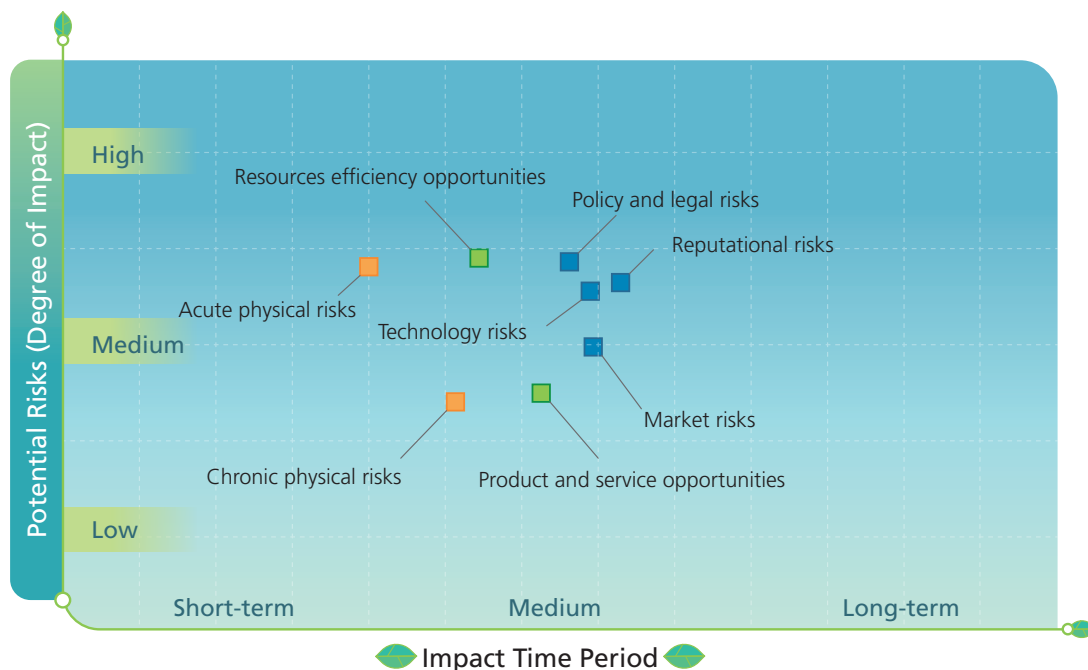 Potential Risks (Degree of Impact)
High
Resources efficiency opportunities
Policy and legal risks
Reputational risks
Acute physical risks
Technology risks
Medium
Market risks
Chronic physical risks
Product and service opportunities
Low
Short-term
Medium
Long-term
Impact Time Period